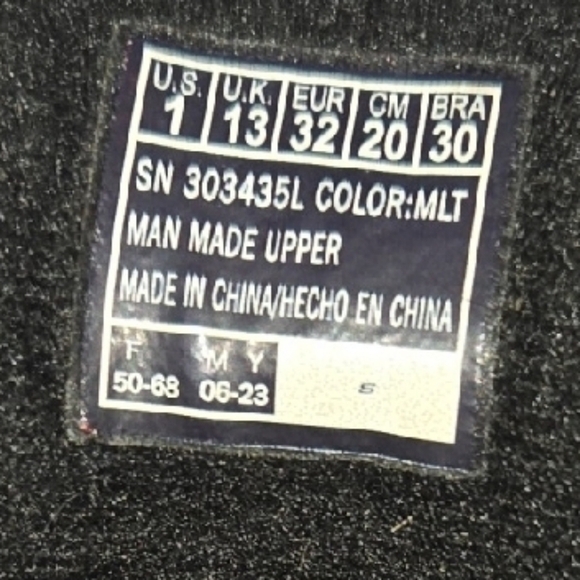 U.S. U.K. EUR CM BRA
1 13 32 20 30
SN 303435L COLOR:MLT
MAN MADE UPPER
MADE IN CHINA/HECHO EN CHINA
F M Y
50-68 06-23 S